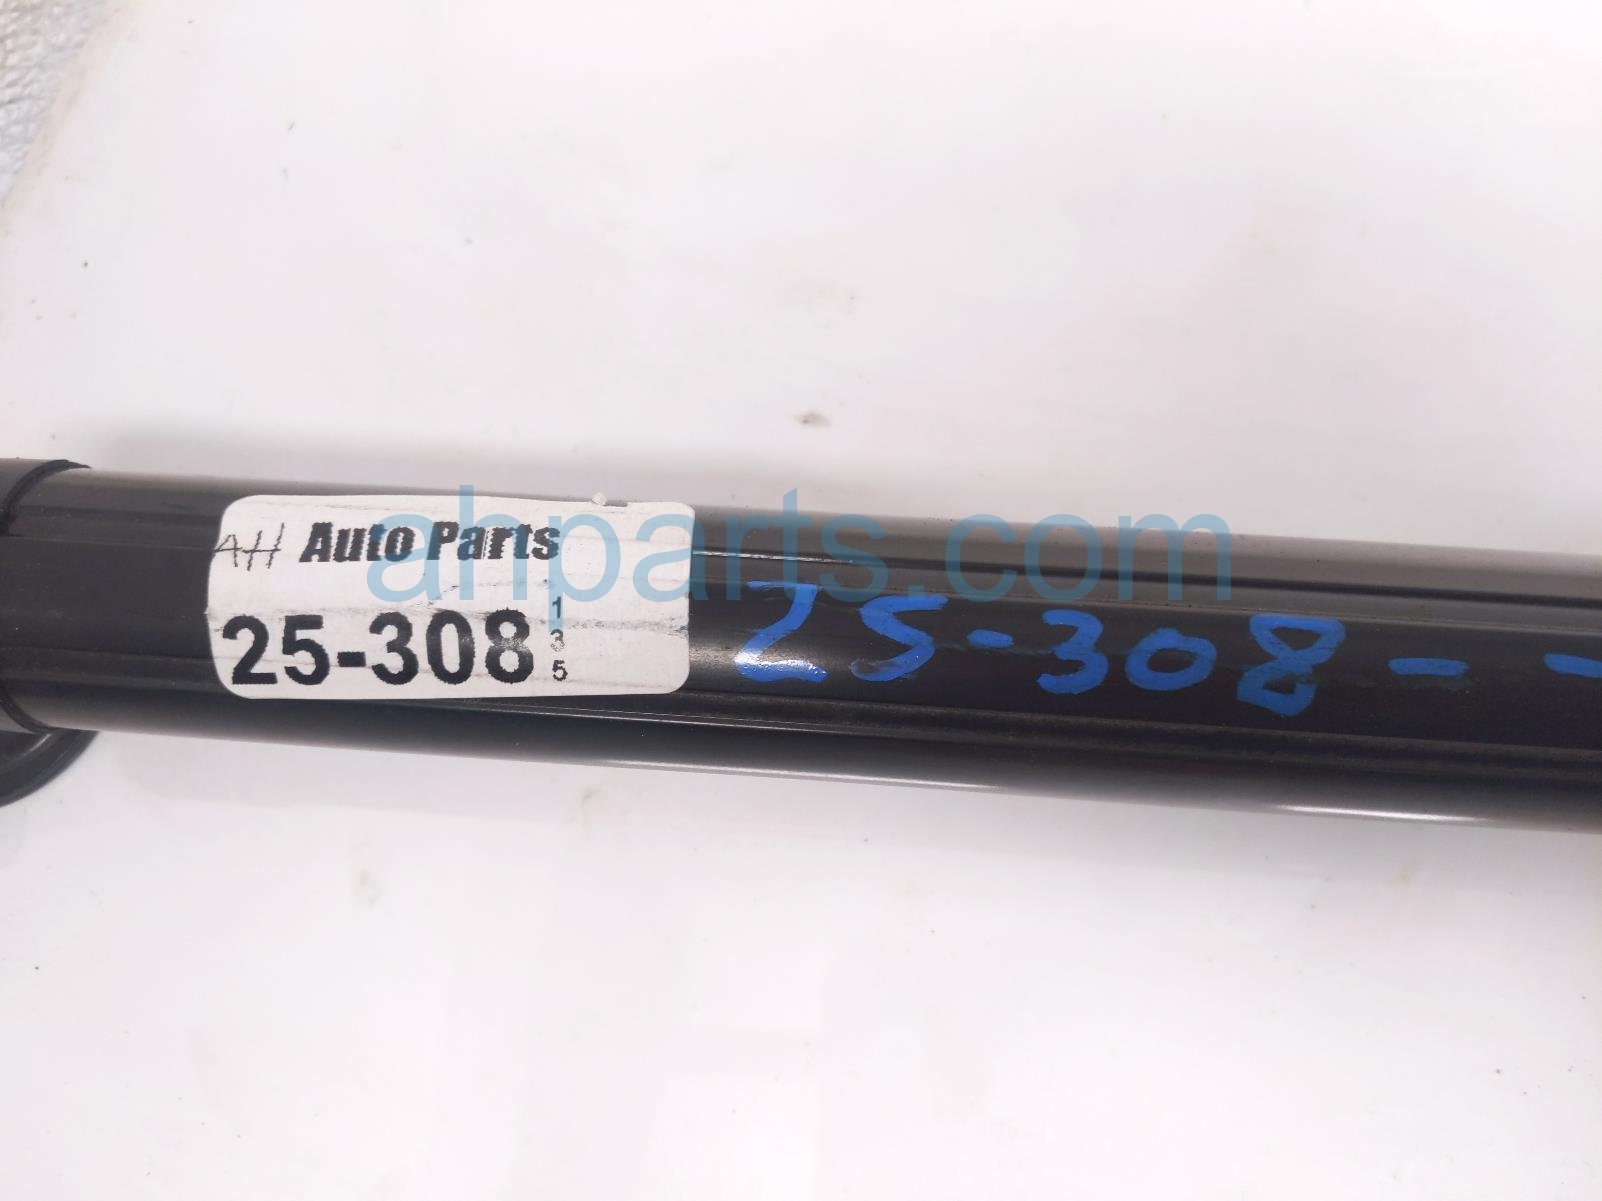 AH Auto Parts
25-308
1
3
5
25-308 - -
ahparts.com